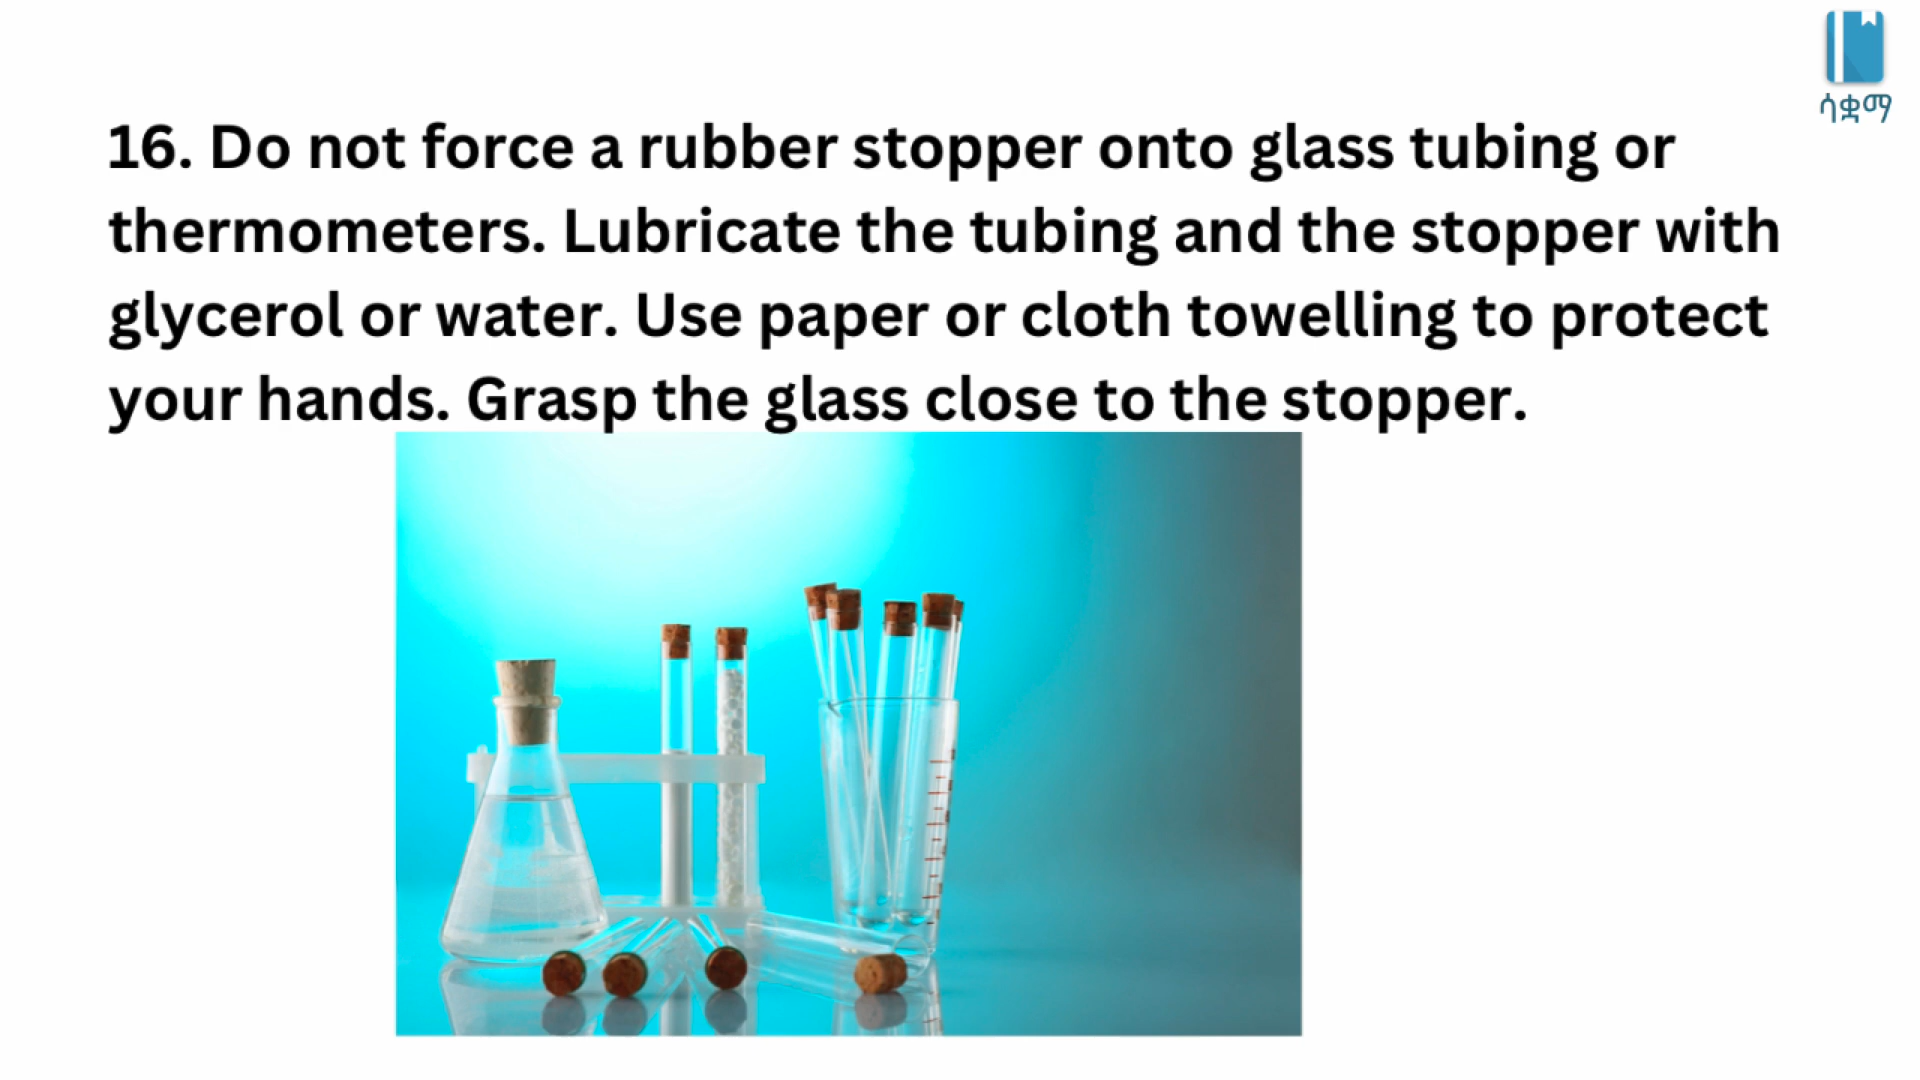 ሳቋማ
16. Do not force a rubber stopper onto glass tubing or
thermometers. Lubricate the tubing and the stopper with
glycerol or water. Use paper or cloth towelling to protect
your hands. Grasp the glass close to the stopper.